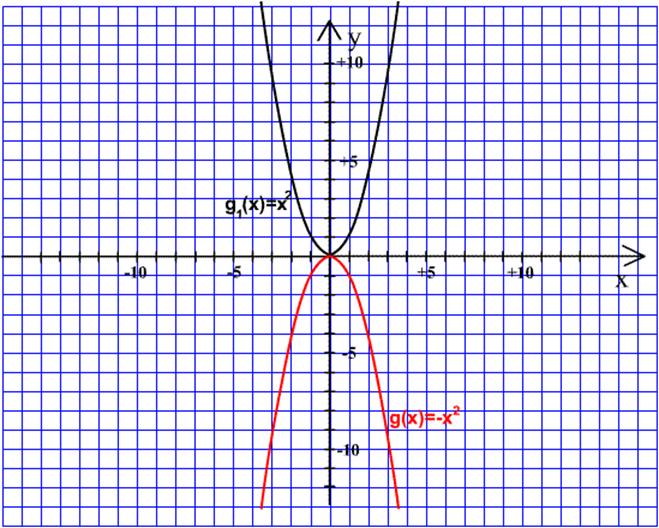 y
+10
+5
g₁(x)=x²
-10 -5 +5 +10
x
-5
g(x)=-x²
-10